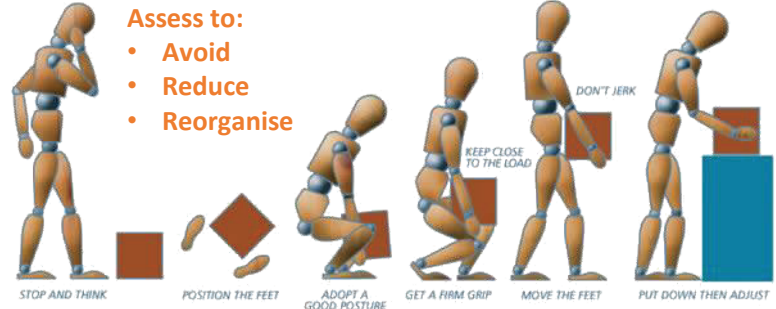 Assess to:
• Avoid
• Reduce
• Reorganise
DON'T JERK
KEEP CLOSE
TO THE LOAD
STOP AND THINK
POSITION THE FEET
ADOPT A
GOOD POSTURE
GET A FIRM GRIP
MOVE THE FEET
PUT DOWN THEN ADJUST